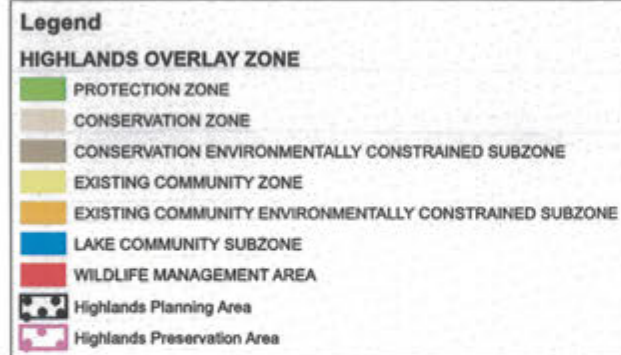 Legend
HIGHLANDS OVERLAY ZONE
PROTECTION ZONE
CONSERVATION ZONE
CONSERVATION ENVIRONMENTALLY CONSTRAINED SUBZONE
EXISTING COMMUNITY ZONE
EXISTING COMMUNITY ENVIRONMENTALLY CONSTRAINED SUBZONE
LAKE COMMUNITY SUBZONE
WILDLIFE MANAGEMENT AREA
Highlands Planning Area
Highlands Preservation Area